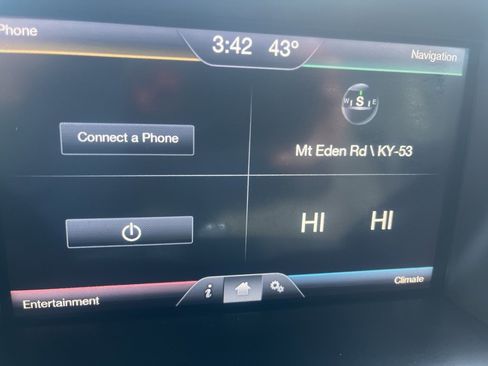 Phone
3:42 43°
Navigation
W S E
Connect a Phone
Mt Eden Rd \ KY-53
HI HI
Entertainment
i
Climate